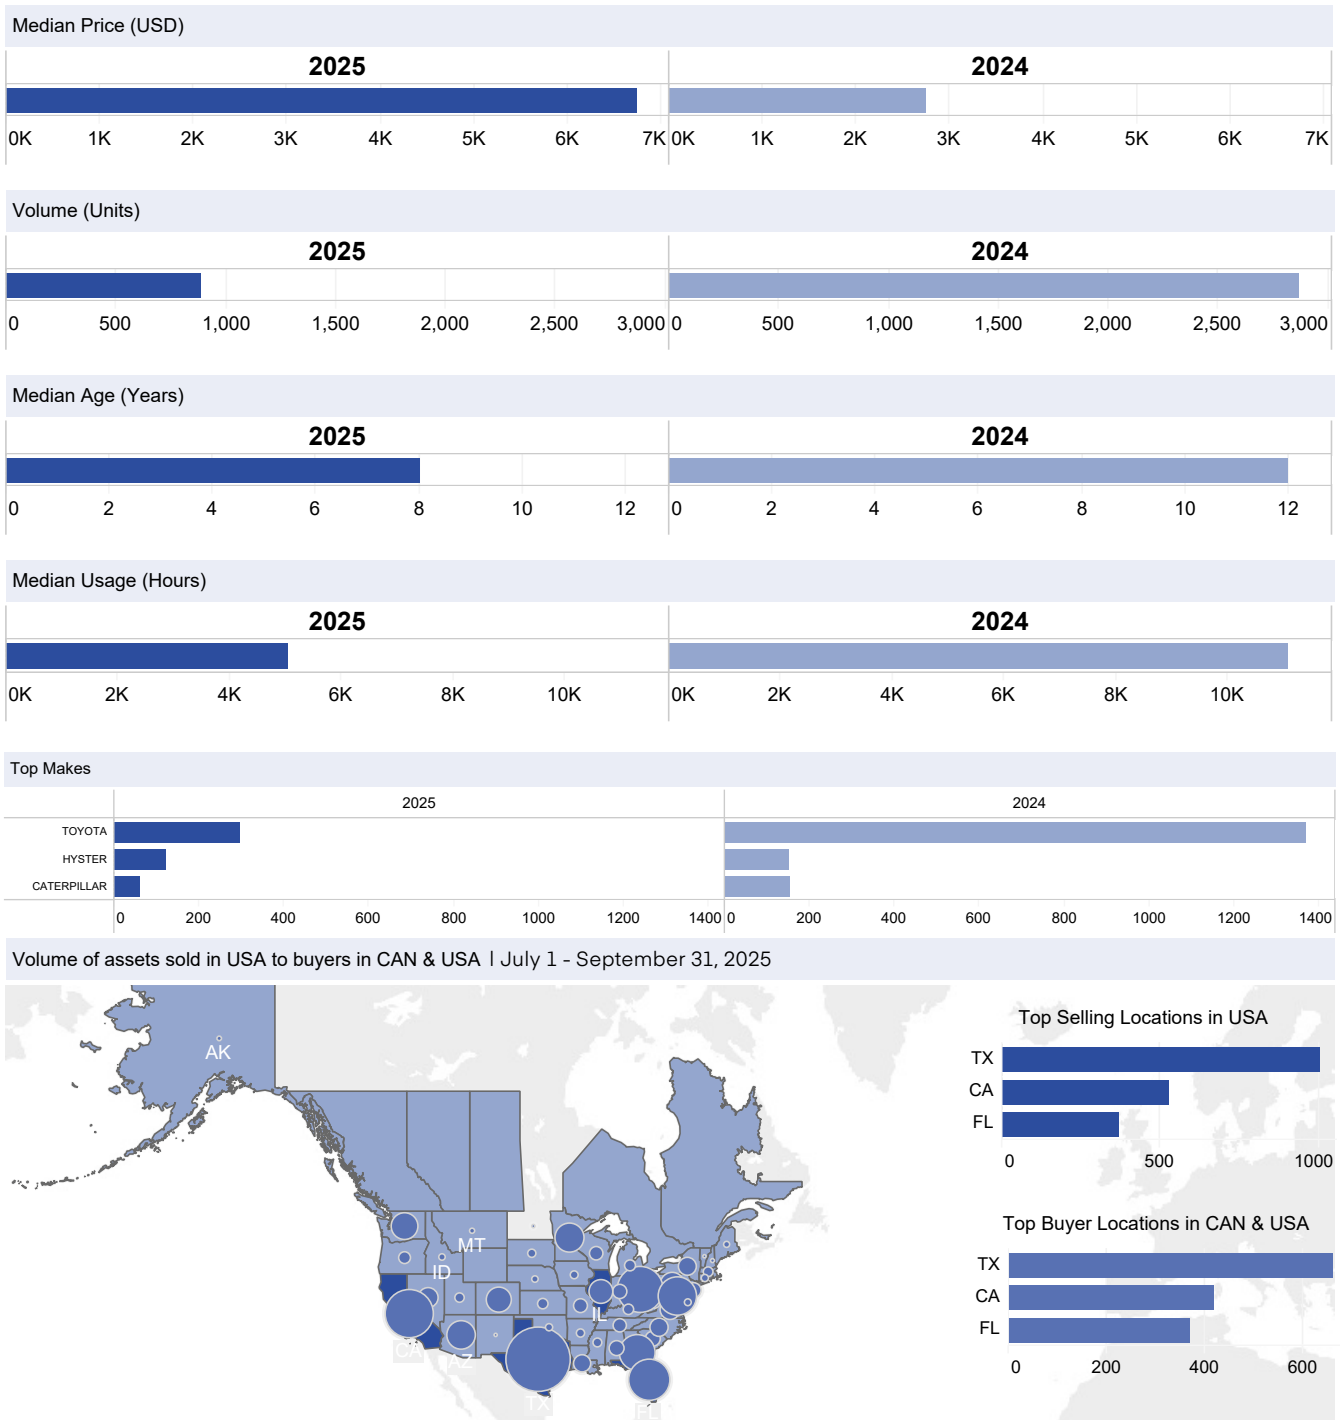 Median Price (USD)
2025 2024
0K 1K 2K 3K 4K 5K 6K 7K 0K 1K 2K 3K 4K 5K 6K 7K
Volume (Units)
2025 2024
0 500 1,000 1,500 2,000 2,500 3,000 0 500 1,000 1,500 2,000 2,500 3,000
Median Age (Years)
2025 2024
0 2 4 6 8 10 12 0 2 4 6 8 10 12
Median Usage (Hours)
2025 2024
0K 2K 4K 6K 8K 10K 0K 2K 4K 6K 8K 10K
Top Makes
2025 2024
TOYOTA
HYSTER
CATERPILLAR
0 200 400 600 800 1000 1200 1400 0 200 400 600 800 1000 1200 1400
Volume of assets sold in USA to buyers in CAN & USA | July 1 - September 31, 2025
AK
MT
ID
IL
CA
AZ
TX
FL
Top Selling Locations in USA
TX
CA
FL
0 500 1000
Top Buyer Locations in CAN & USA
TX
CA
FL
0 200 400 600